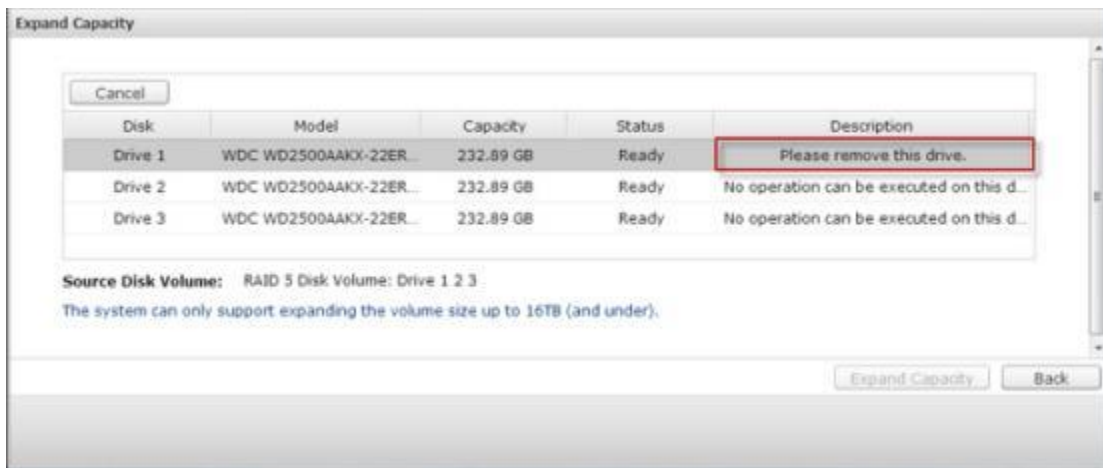 Expand Capacity
Cancel
Disk Model Capacity Status Description
Drive 1 WDC WD2500AAKX-22ER... 232.89 GB Ready Please remove this drive.
Drive 2 WDC WD2500AAKX-22ER... 232.89 GB Ready No operation can be executed on this d...
Drive 3 WDC WD2500AAKX-22ER... 232.89 GB Ready No operation can be executed on this d...
Source Disk Volume: RAID 5 Disk Volume: Drive 1 2 3
The system can only support expanding the volume size up to 16TB (and under).
Expand Capacity Back